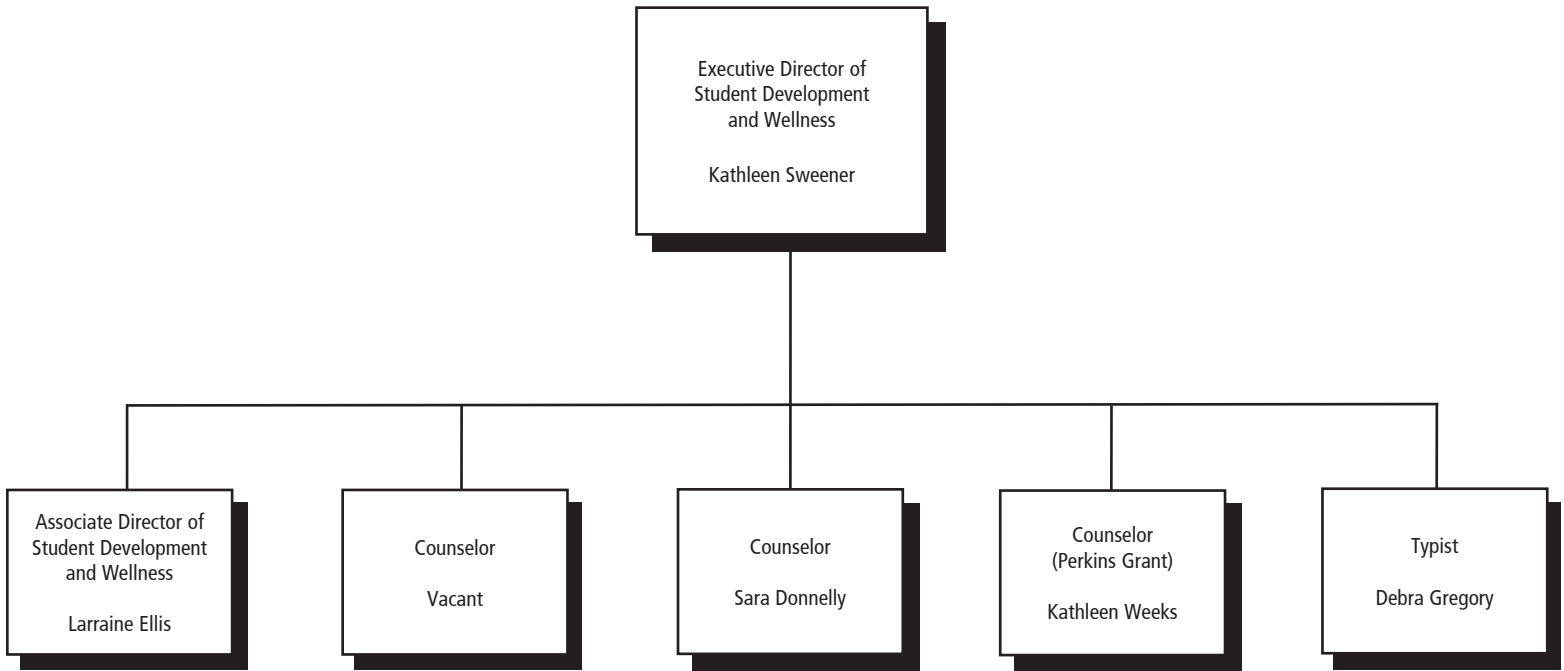 Executive Director of
Student Development
and Wellness
Kathleen Sweener
Associate Director of
Student Development
and Wellness
Larraine Ellis
Counselor
Vacant
Counselor
Sara Donnelly
Counselor
(Perkins Grant)
Kathleen Weeks
Typist
Debra Gregory